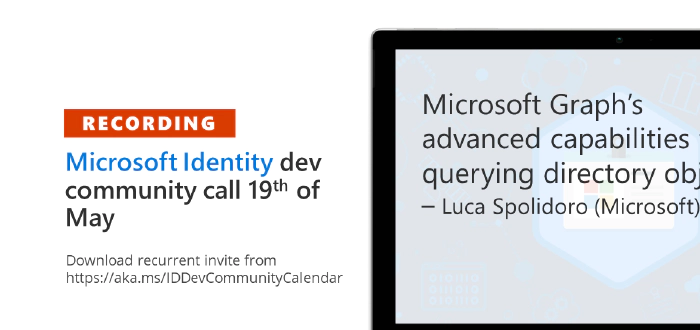 RECORDING
Microsoft Identity dev
community call 19th of
May
Download recurrent invite from
https://aka.ms/IDDevCommunityCalendar
Microsoft Graph's
advanced capabilities
querying directory obj
– Luca Spolidoro (Microsoft)